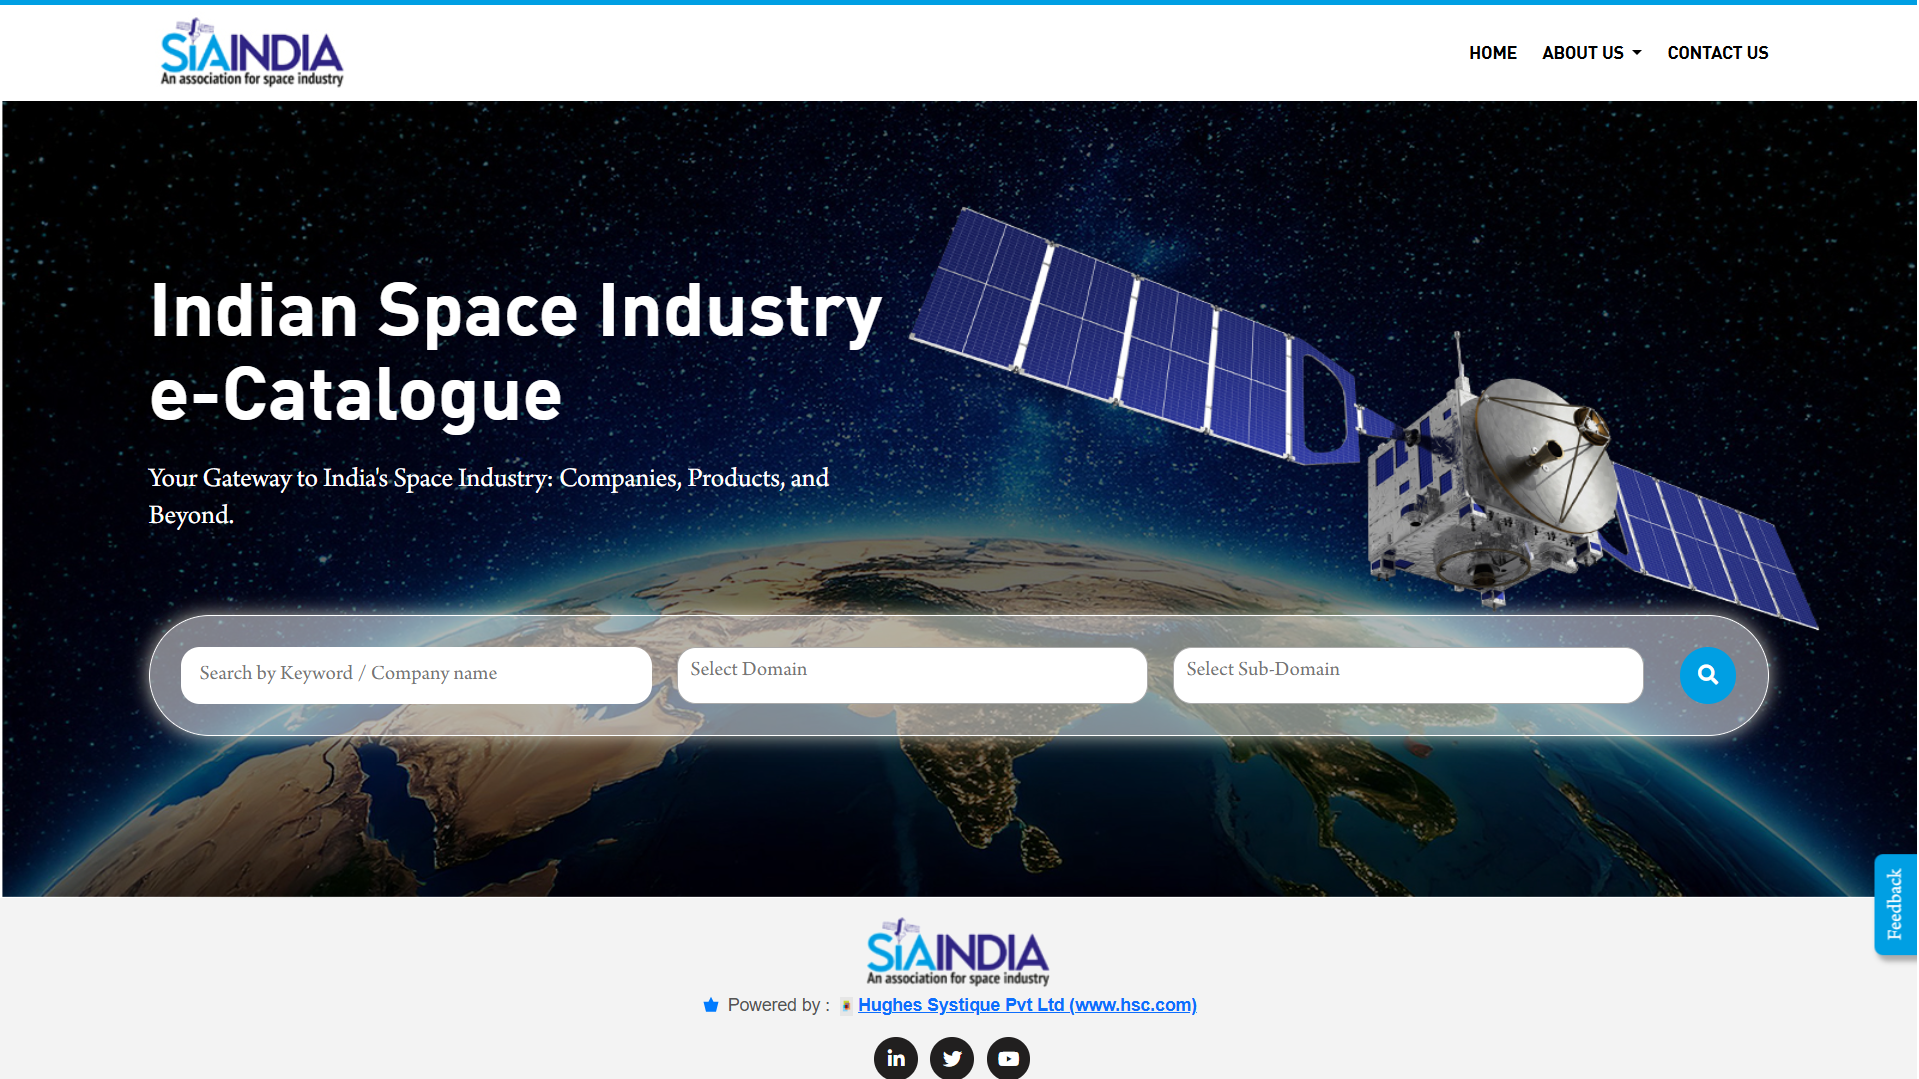 SIAINDIA
An association for space industry
HOME ABOUT US CONTACT US
Indian Space Industry
e-Catalogue
Your Gateway to India's Space Industry: Companies, Products, and
Beyond.
Search by Keyword / Company name
Select Domain
Select Sub-Domain
Feedback
SIAINDIA
An association for space industry
Powered by : Hughes Systique Pvt Ltd (www.hsc.com)